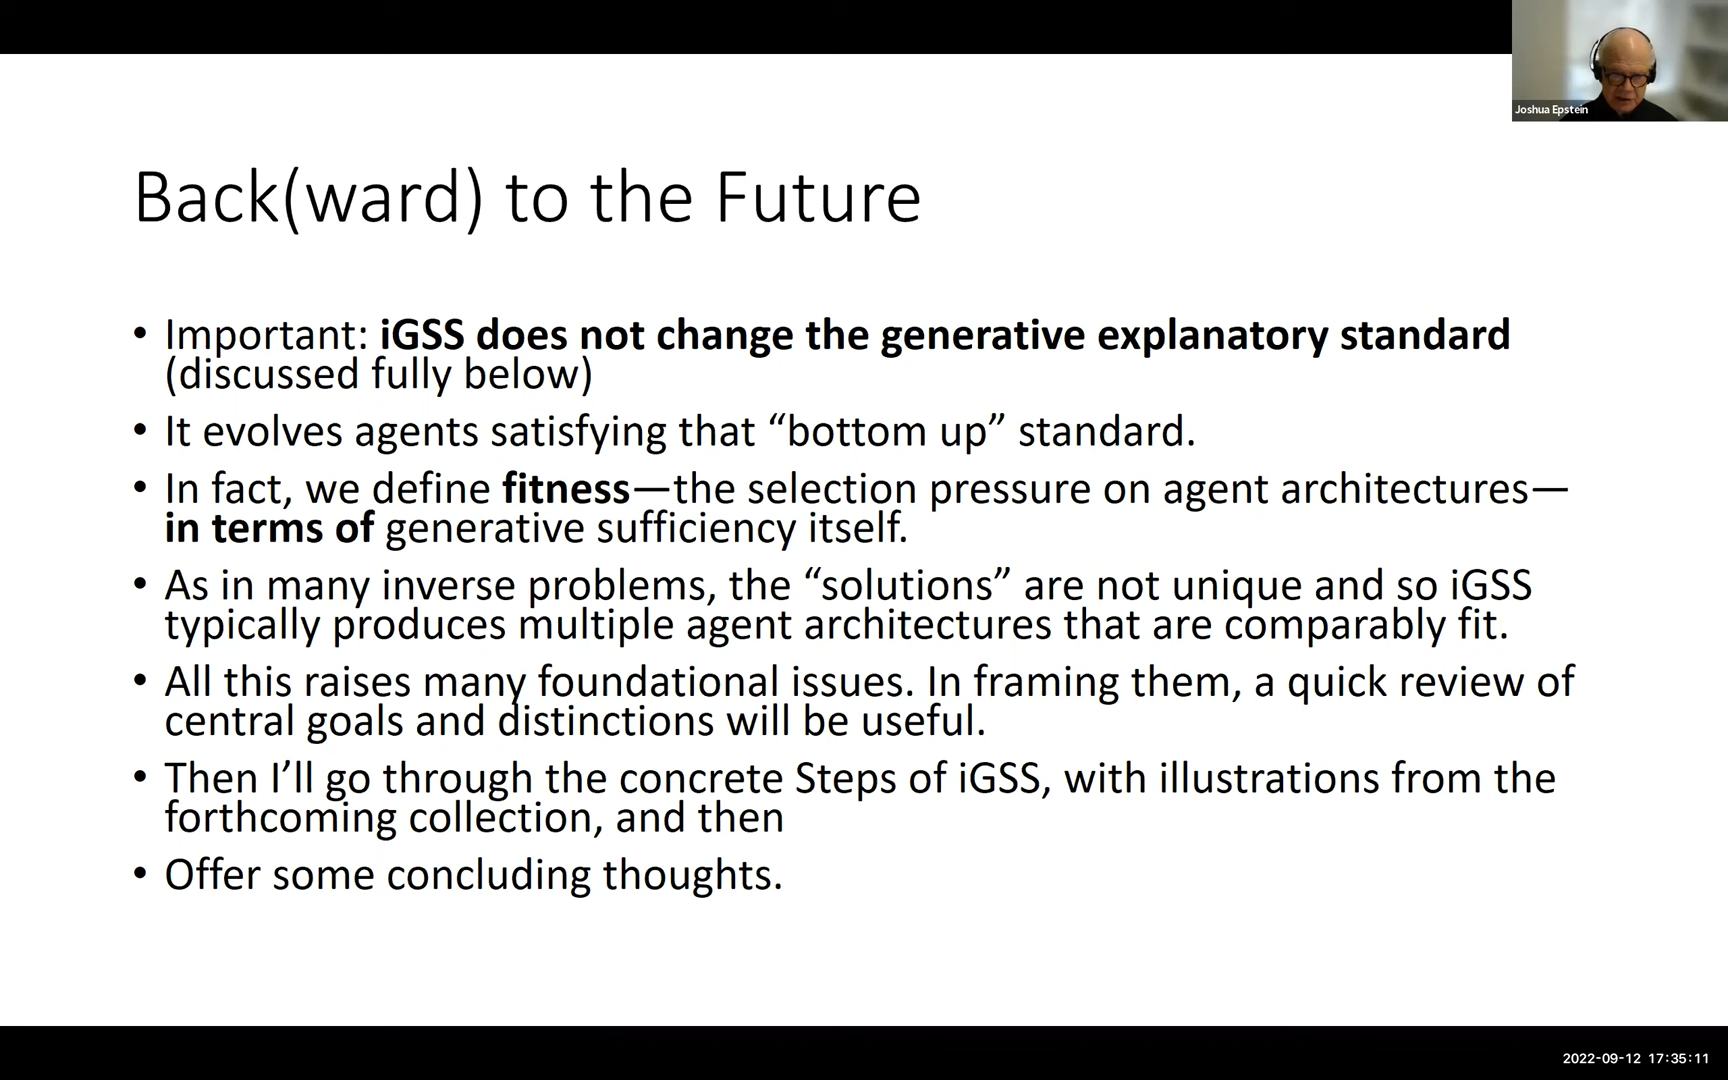 Joshua Epstein
Back(ward) to the Future
• Important: iGSS does not change the generative explanatory standard
(discussed fully below)
• It evolves agents satisfying that “bottom up” standard.
• In fact, we define fitness—the selection pressure on agent architectures—
in terms of generative sufficiency itself.
• As in many inverse problems, the “solutions” are not unique and so iGSS
typically produces multiple agent architectures that are comparably fit.
• All this raises many foundational issues. In framing them, a quick review of
central goals and distinctions will be useful.
• Then I’ll go through the concrete Steps of iGSS, with illustrations from the
forthcoming collection, and then
• Offer some concluding thoughts.
2022-09-12 17:35:11